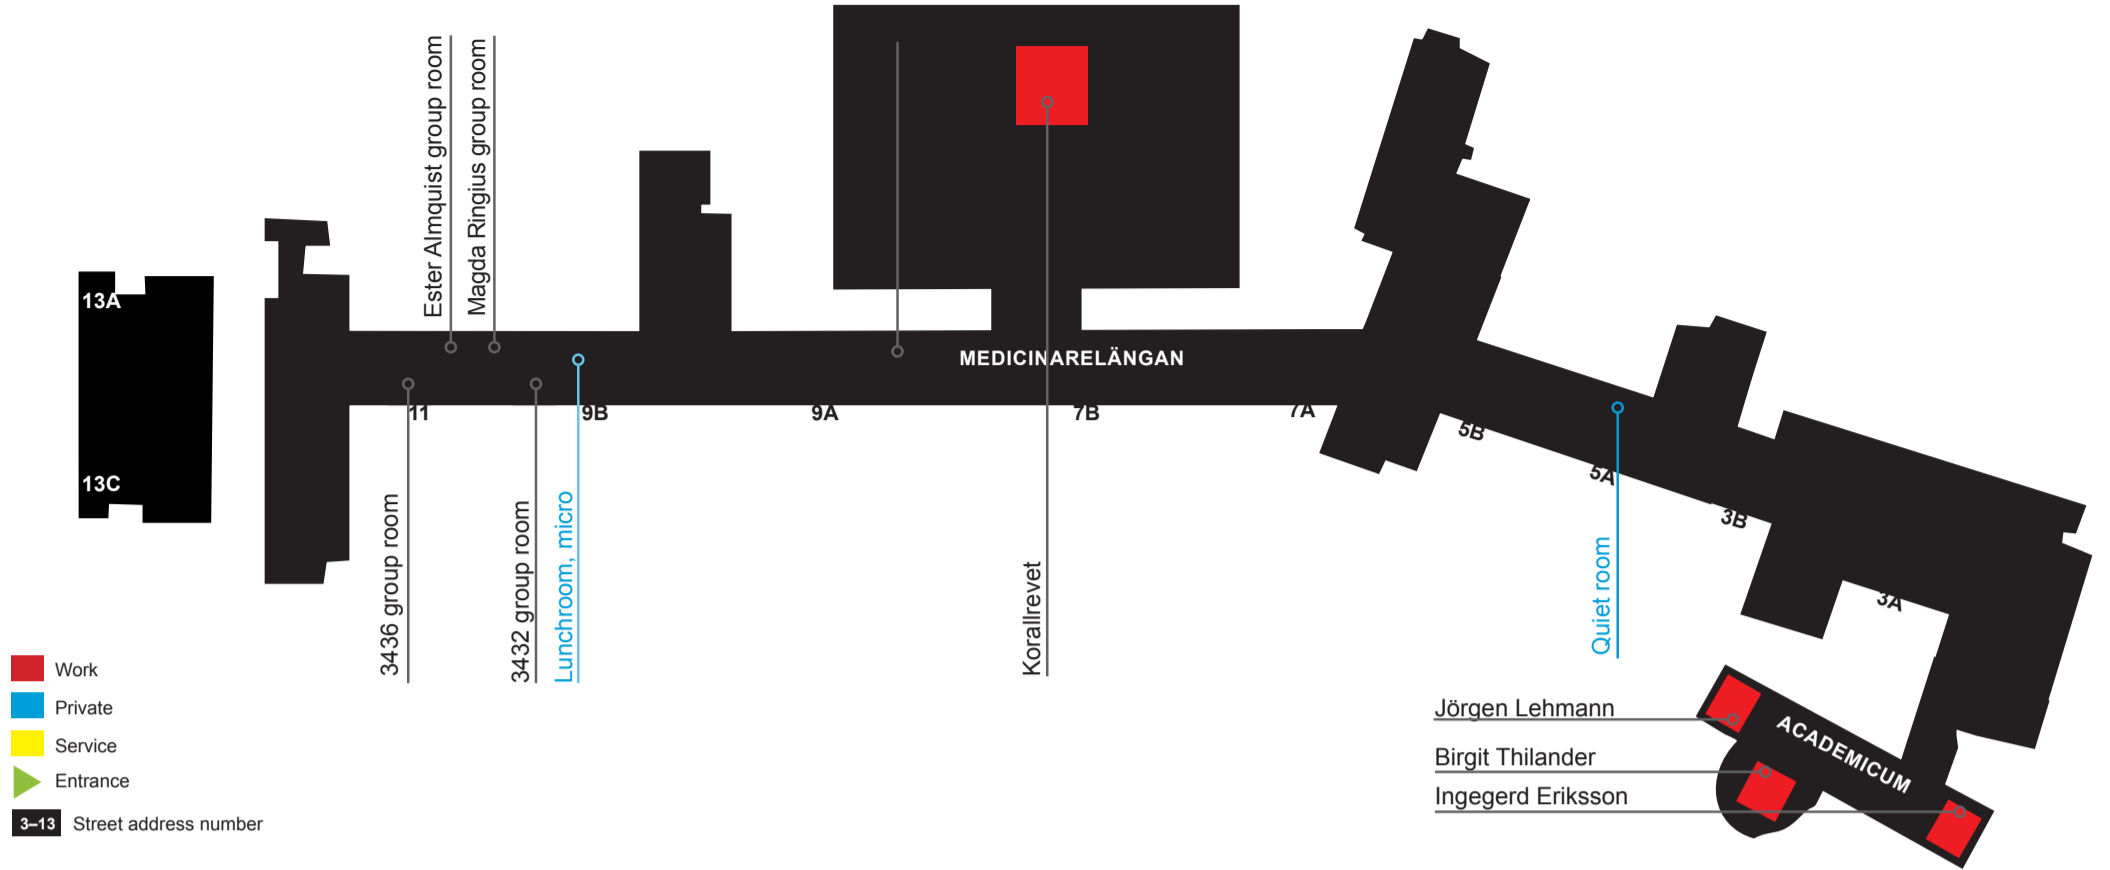 Ester Almquist group room
Magda Ringius group room
13A
13C
MEDICINARELÄNGAN
11
9B
9A
7B
7A
5B
5A
3B
3A
3436 group room
3432 group room
Lunchroom, micro
Korallrevet
Quiet room
Work
Private
Service
Entrance
3–13 Street address number
Jörgen Lehmann
Birgit Thilander
Ingegerd Eriksson
ACADEMICUM